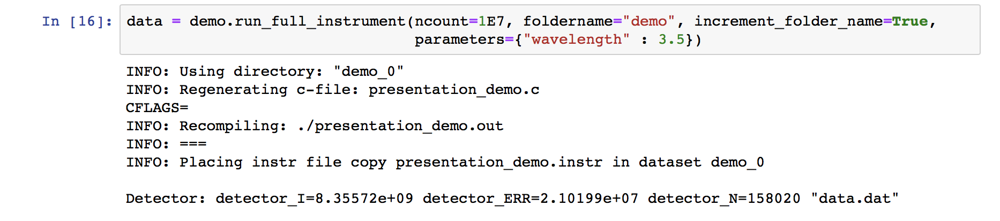 In [16]: data = demo.run_full_instrument(ncount=1E7, foldername="demo", increment_folder_name=True,
parameters={"wavelength" : 3.5})
INFO: Using directory: "demo_0"
INFO: Regenerating c-file: presentation_demo.c
CFLAGS=
INFO: Recompiling: ./presentation_demo.out
INFO: ===
INFO: Placing instr file copy presentation_demo.instr in dataset demo_0
Detector: detector_I=8.35572e+09 detector_ERR=2.10199e+07 detector_N=158020 "data.dat"